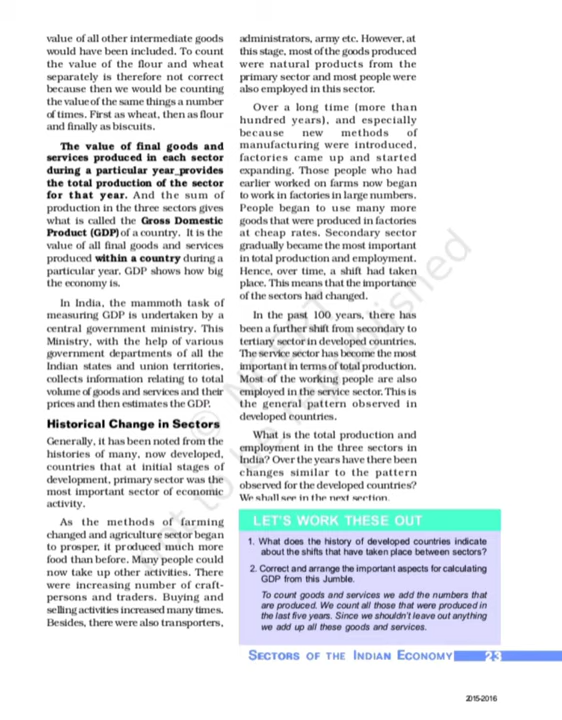 value of all other intermediate goods
would have been included. To count
the value of the flour and wheat
separately is therefore not correct
because then we would be counting
the value of the same things a number
of times. First as wheat, then as flour
and finally as biscuits.
The value of final goods and
services produced in each sector
during a particular year provides
the total production of the sector
for that year. And the sum of
production in the three sectors gives
what is called the Gross Domestic
Product (GDP) of a country. It is the
value of all final goods and services
produced within a country during a
particular year. GDP shows how big
the economy is.
In India, the mammoth task of
measuring GDP is undertaken by a
central government ministry. This
Ministry, with the help of various
government departments of all the
Indian states and union territories,
collects information relating to total
volume of goods and services and their
prices and then estimates the GDP.
Historical Change in Sectors
Generally, it has been noted from the
histories of many, now developed,
countries that at initial stages of
development, primary sector was the
most important sector of economic
activity.
As the methods of farming
changed and agriculture sector began
to prosper, it produced much more
food than before. Many people could
now take up other activities. There
were increasing number of craft-
persons and traders. Buying and
selling activities increased many times.
Besides, there were also transporters,
administrators, army etc. However, at
this stage, most of the goods produced
were natural products from the
primary sector and most people were
also employed in this sector.
Over a long time (more than
hundred years), and especially
because new methods of
manufacturing were introduced,
factories came up and started
expanding. Those people who had
earlier worked on farms now began
to work in factories in large numbers.
People began to use many more
goods that were produced in factories
at cheap rates. Secondary sector
gradually became the most important
in total production and employment.
Hence, over time, a shift had taken
place. This means that the importance
of the sectors had changed.
In the past 100 years, there has
been a further shift from secondary to
tertiary sector in developed countries.
The service sector has become the most
important in terms of total production.
Most of the working people are also
employed in the service sector. This is
the general pattern observed in
developed countries.
What is the total production and
employment in the three sectors in
India? Over the years have there been
changes similar to the pattern
observed for the developed countries?
We shall see in the next section.
LET'S WORK THESE OUT
1. What does the history of developed countries indicate
about the shifts that have taken place between sectors?
2. Correct and arrange the important aspects for calculating
GDP from this Jumble.
To count goods and services we add the numbers that
are produced. We count all those that were produced in
the last five years. Since we shouldn't leave out anything
we add up all these goods and services.
SECTORS OF THE INDIAN ECONOMY 23
2015-2016
not to be republished